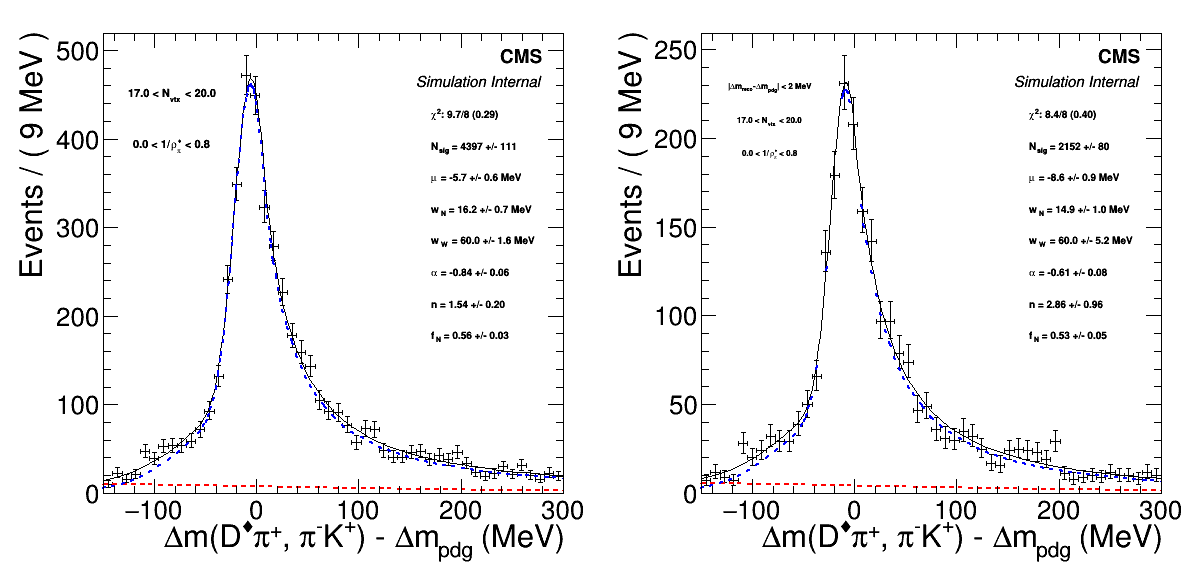 CMS
Simulation Internal
17.0 < N_vtx < 20.0
0.0 < 1/ρ_π^♦ < 0.8
χ²: 9.7/8 (0.29)
N_sig = 4397 +/- 111
μ = -5.7 +/- 0.6 MeV
w_N = 16.2 +/- 0.7 MeV
w_W = 60.0 +/- 1.6 MeV
α = -0.84 +/- 0.06
n = 1.54 +/- 0.20
f_N = 0.56 +/- 0.03
Events / ( 9 MeV )
500
400
300
200
100
0
−100 0 100 200 300
Δm(D♦π⁺, π⁻K⁺) - Δm_pdg (MeV)
CMS
Simulation Internal
|Δm_reco-Δm_pdg| < 2 MeV
17.0 < N_vtx < 20.0
0.0 < 1/ρ_π^♦ < 0.8
χ²: 8.4/8 (0.40)
N_sig = 2152 +/- 80
μ = -8.6 +/- 0.9 MeV
w_N = 14.9 +/- 1.0 MeV
w_W = 60.0 +/- 5.2 MeV
α = -0.61 +/- 0.08
n = 2.86 +/- 0.96
f_N = 0.53 +/- 0.05
Events / ( 9 MeV )
250
200
150
100
50
0
−100 0 100 200 300
Δm(D♦π⁺, π⁻K⁺) - Δm_pdg (MeV)